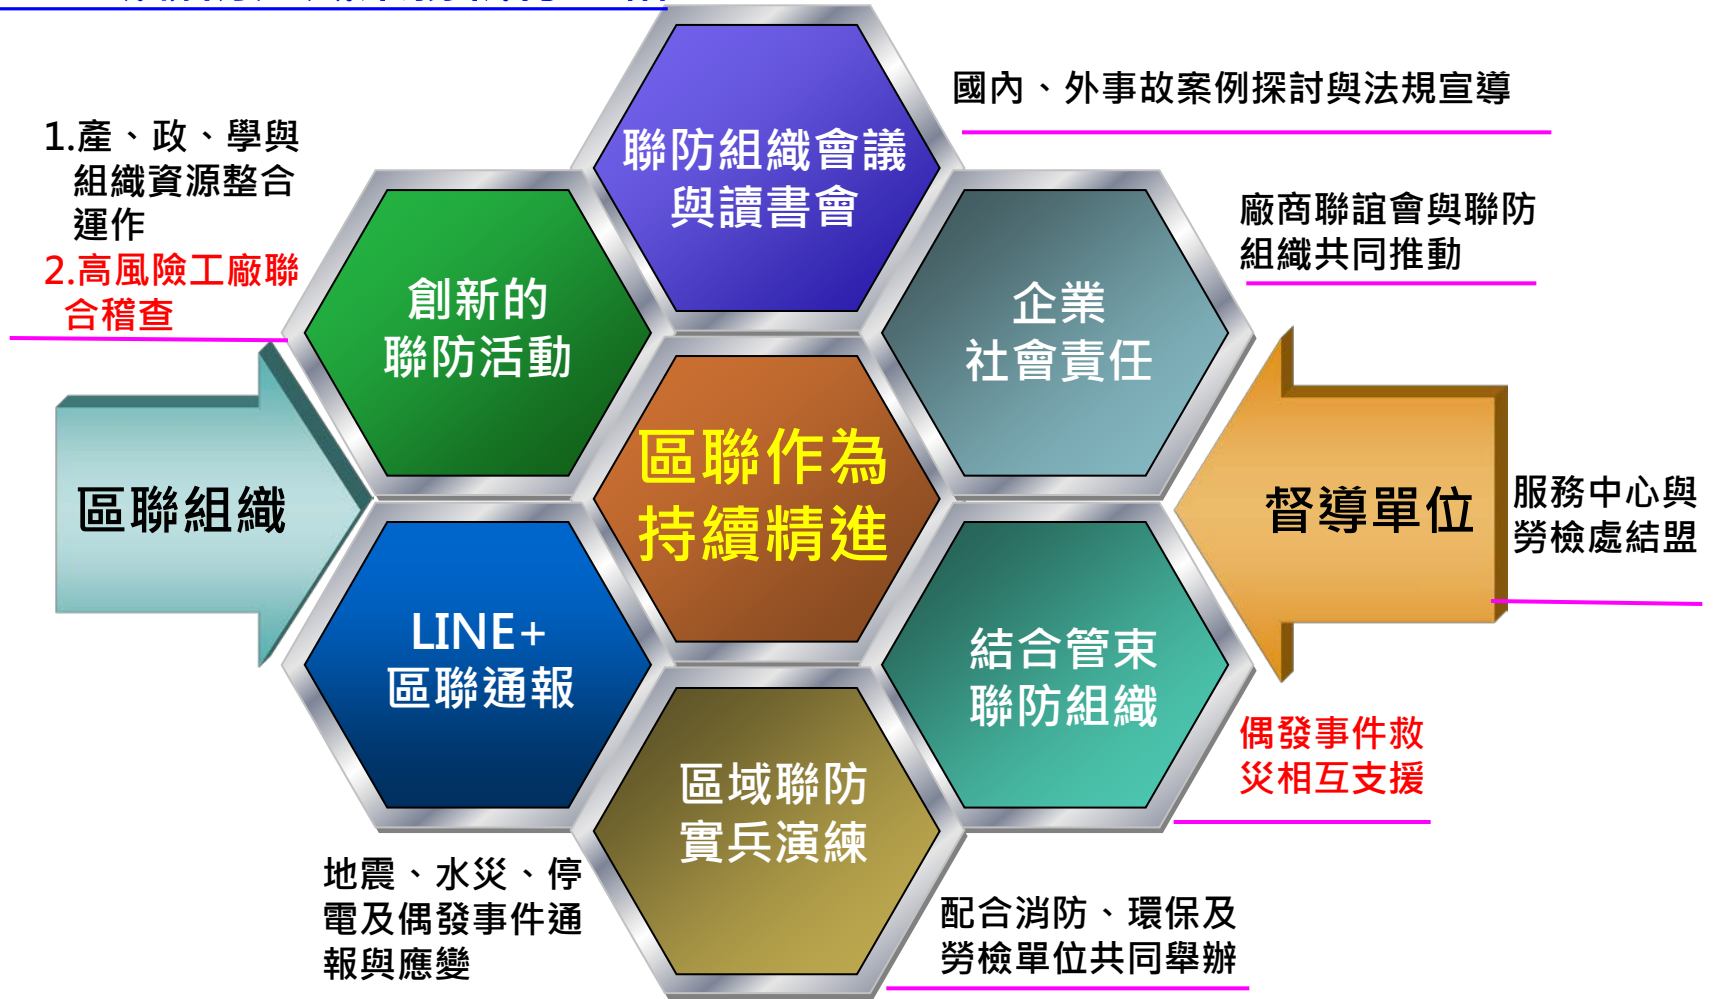 國內、外事故案例探討與法規宣導
1.產、政、學與
組織資源整合
運作
2.高風險工廠聯
合稽查
聯防組織會議
與讀書會
廠商聯誼會與聯防
組織共同推動
創新的
聯防活動
企業
社會責任
區聯作為
持續精進
區聯組織
督導單位
服務中心與
勞檢處結盟
LINE+
區聯通報
結合管束
聯防組織
偶發事件救
災相互支援
區域聯防
實兵演練
地震、水災、停
電及偶發事件通
報與應變
配合消防、環保及
勞檢單位共同舉辦